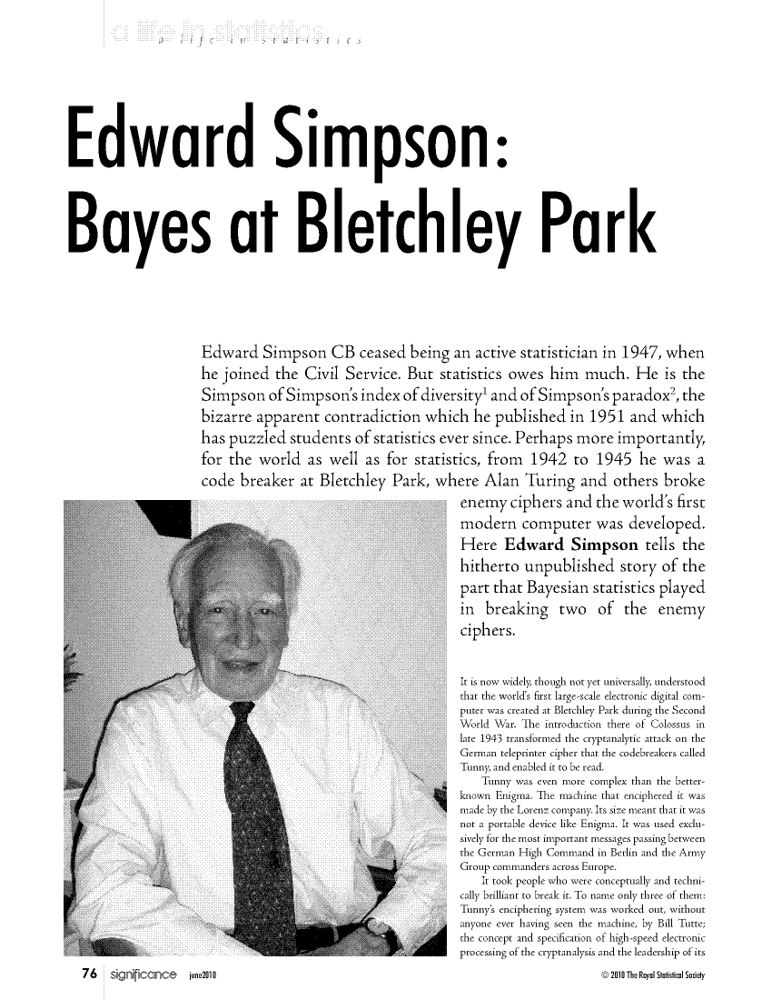 a life in statistics
a life in statistics
Edward Simpson:
Bayes at Bletchley Park
Edward Simpson CB ceased being an active statistician in 1947, when
he joined the Civil Service. But statistics owes him much. He is the
Simpson of Simpson’s index of diversity¹ and of Simpson’s paradox², the
bizarre apparent contradiction which he published in 1951 and which
has puzzled students of statistics ever since. Perhaps more importantly,
for the world as well as for statistics, from 1942 to 1945 he was a
code breaker at Bletchley Park, where Alan Turing and others broke
enemy ciphers and the world’s first
modern computer was developed.
Here Edward Simpson tells the
hitherto unpublished story of the
part that Bayesian statistics played
in breaking two of the enemy
ciphers.
It is now widely, though not yet universally, understood
that the world’s first large-scale electronic digital com-
puter was created at Bletchley Park during the Second
World War. The introduction there of Colossus in
late 1943 transformed the cryptanalytic attack on the
German teleprinter cipher that the codebreakers called
Tunny, and enabled it to be read.
Tunny was even more complex than the better-
known Enigma. The machine that enciphered it was
made by the Lorenz company. Its size meant that it was
not a portable device like Enigma. It was used exclu-
sively for the most important messages passing between
the German High Command in Berlin and the Army
Group commanders across Europe.
It took people who were conceptually and techni-
cally brilliant to break it. To name only three of them:
Tunny’s enciphering system was worked out, without
anyone ever having seen the machine, by Bill Tutte;
the concept and specification of high-speed electronic
processing of the cryptanalysis and the leadership of its
76 significance june2010
© 2010 The Royal Statistical Society